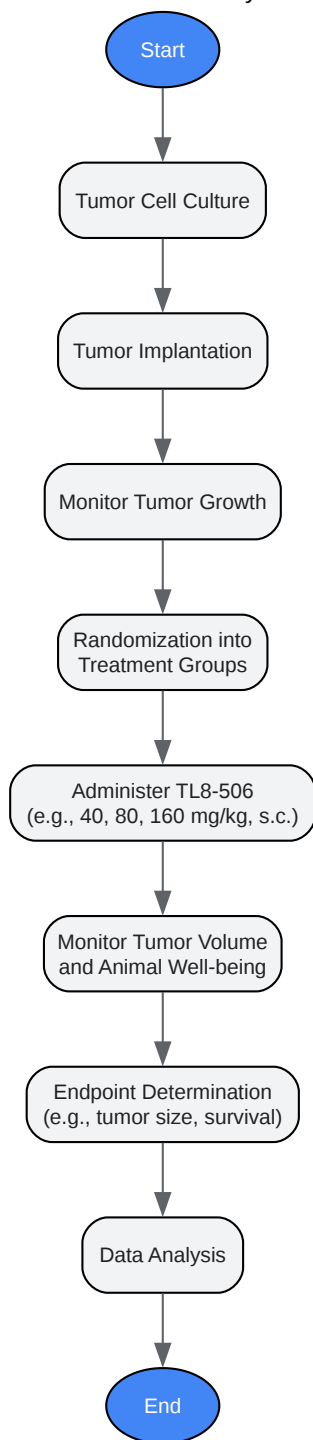 Start
Tumor Cell Culture
Tumor Implantation
Monitor Tumor Growth
Randomization into
Treatment Groups
Administer TL8-506
(e.g., 40, 80, 160 mg/kg, s.c.)
Monitor Tumor Volume
and Animal Well-being
Endpoint Determination
(e.g., tumor size, survival)
Data Analysis
End